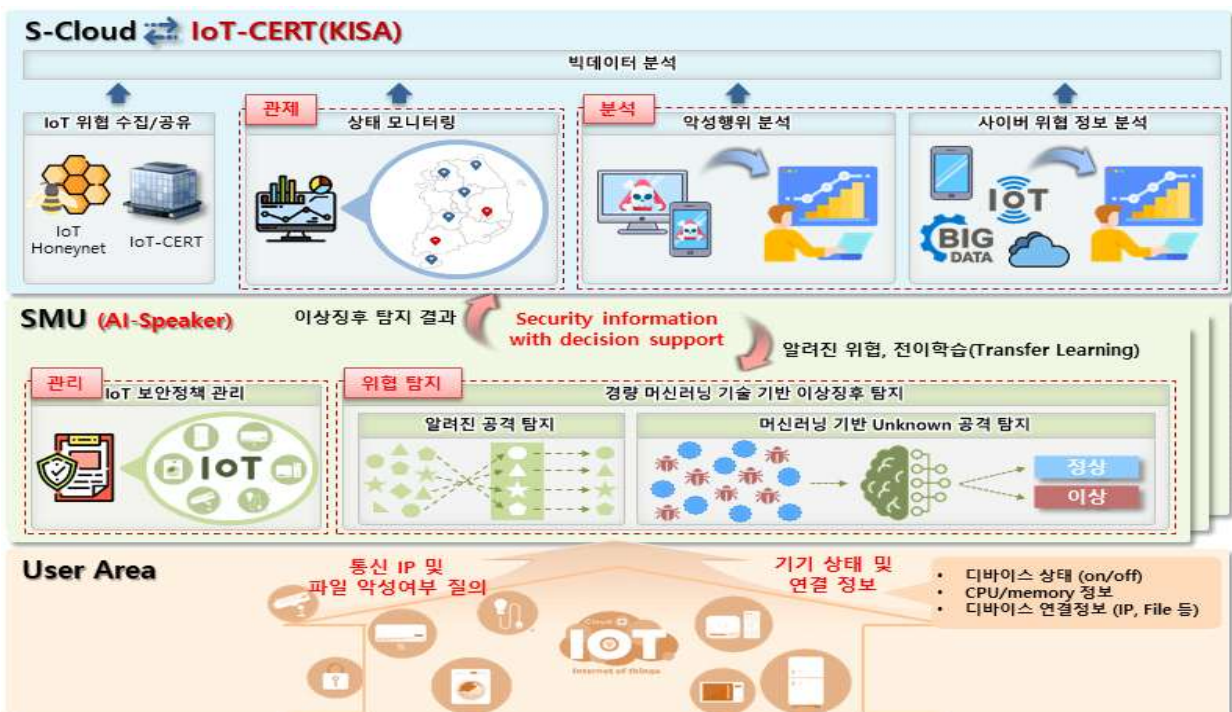 S-Cloud IoT-CERT(KISA)
빅데이터 분석
IoT 위협 수집/공유
IoT
Honeynet
IoT-CERT
관제
상태 모니터링
분석
악성행위 분석
사이버 위협 정보 분석
IoT
BIG
DATA
SMU (AI-Speaker)
이상징후 탐지 결과
Security information
with decision support
알려진 위협, 전이학습(Transfer Learning)
관리
IoT 보안정책 관리
IoT
위협 탐지
경량 머신러닝 기술 기반 이상징후 탐지
알려진 공격 탐지
머신러닝 기반 Unknown 공격 탐지
정상
이상
User Area
통신 IP 및
파일 악성여부 질의
기기 상태 및
연결 정보
• 디바이스 상태 (on/off)
• CPU/memory 정보
• 디바이스 연결정보 (IP, File 등)
Cloud
IOT
Internet of things